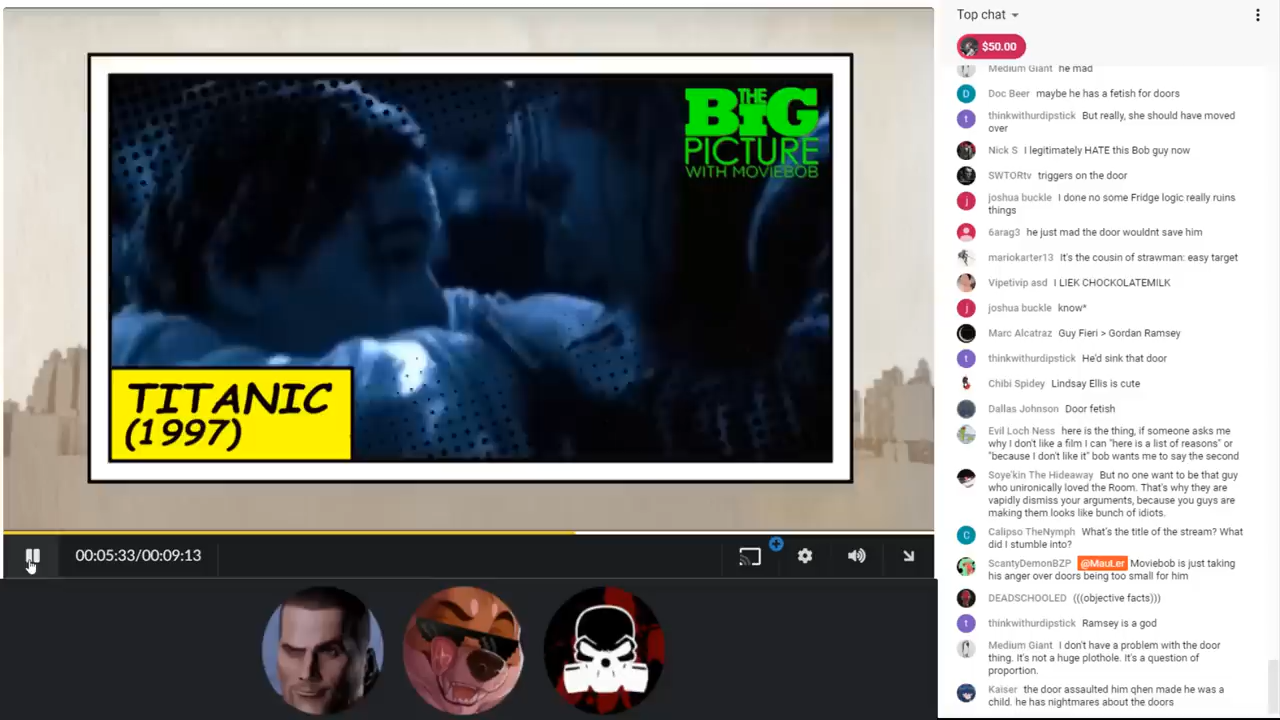 THE
BiG
PICTURE
WITH MOVIEBOB
TITANIC
(1997)
00:05:33/00:09:13
Top chat
$50.00
Medium Giant he mad
D Doc Beer maybe he has a fetish for doors
t thinkwithurdipstick But really, she should have moved
over
Nick S I legitimately HATE this Bob guy now
SWTORtv triggers on the door
j joshua buckle I done no some Fridge logic really ruins
things
6arag3 he just mad the door wouldnt save him
mariokarter13 It's the cousin of strawman: easy target
Vipetivip asd I LIEK CHOCKOLATEMILK
j joshua buckle know*
Marc Alcatraz Guy Fieri > Gordan Ramsey
t thinkwithurdipstick He'd sink that door
Chibi Spidey Lindsay Ellis is cute
Dallas Johnson Door fetish
Evil Loch Ness here is the thing, if someone asks me
why I don't like a film I can "here is a list of reasons" or
"because I don't like it" bob wants me to say the second
Soye'kin The Hideaway But no one want to be that guy
who unironically loved the Room. That's why they are
vapidly dismiss your arguments, because you guys are
making them looks like bunch of idiots.
C Calipso TheNymph What's the title of the stream? What
did I stumble into?
ScantyDemonBZP @MauLer Moviebob is just taking
his anger over doors being too small for him
DEADSCHOOLED (((objective facts)))
t thinkwithurdipstick Ramsey is a god
Medium Giant I don't have a problem with the door
thing. It's not a huge plothole. It's a question of
proportion.
Kaiser the door assaulted him qhen made he was a
child. he has nightmares about the doors